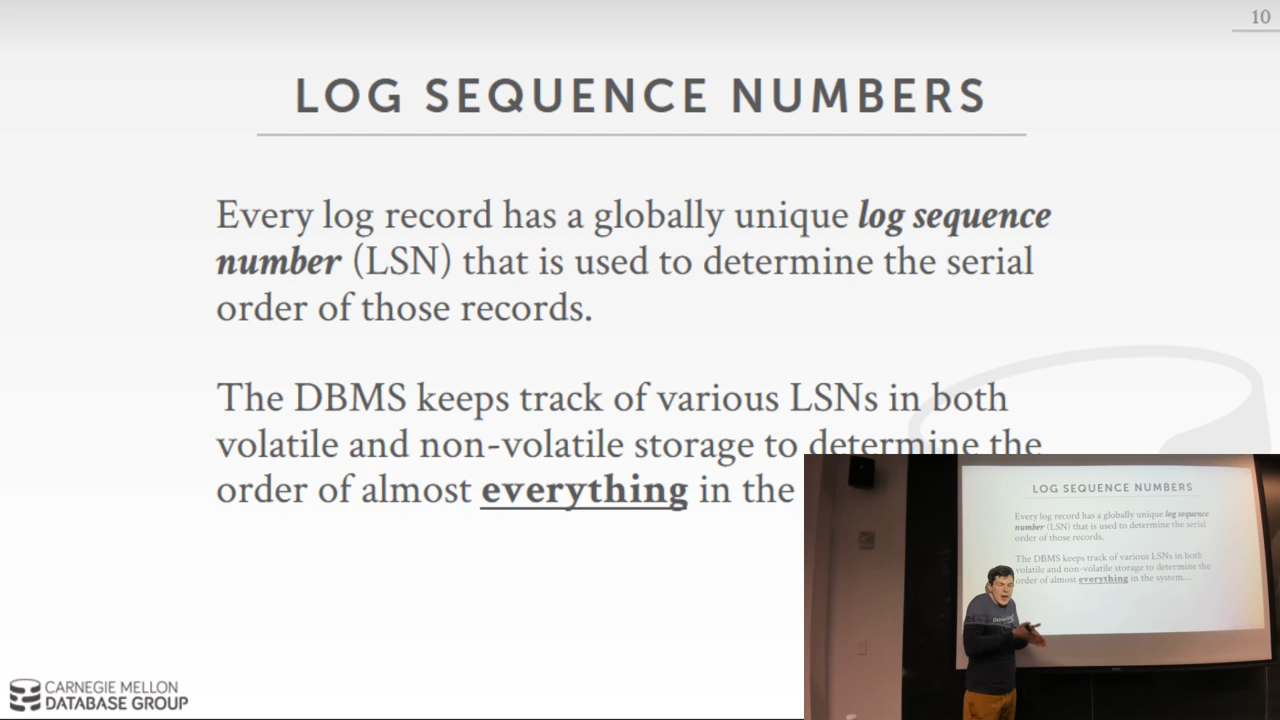 10
LOG SEQUENCE NUMBERS
Every log record has a globally unique log sequence
number (LSN) that is used to determine the serial
order of those records.
The DBMS keeps track of various LSNs in both
volatile and non-volatile storage to determine the
order of almost everything in the
LOG SEQUENCE NUMBERS
Every log record has a globally unique log sequence
number (LSN) that is used to determine the serial
order of those records.
The DBMS keeps track of various LSNs in both
volatile and non-volatile storage to determine the
order of almost everything in the system...
CARNEGIE MELLON
DATABASE GROUP